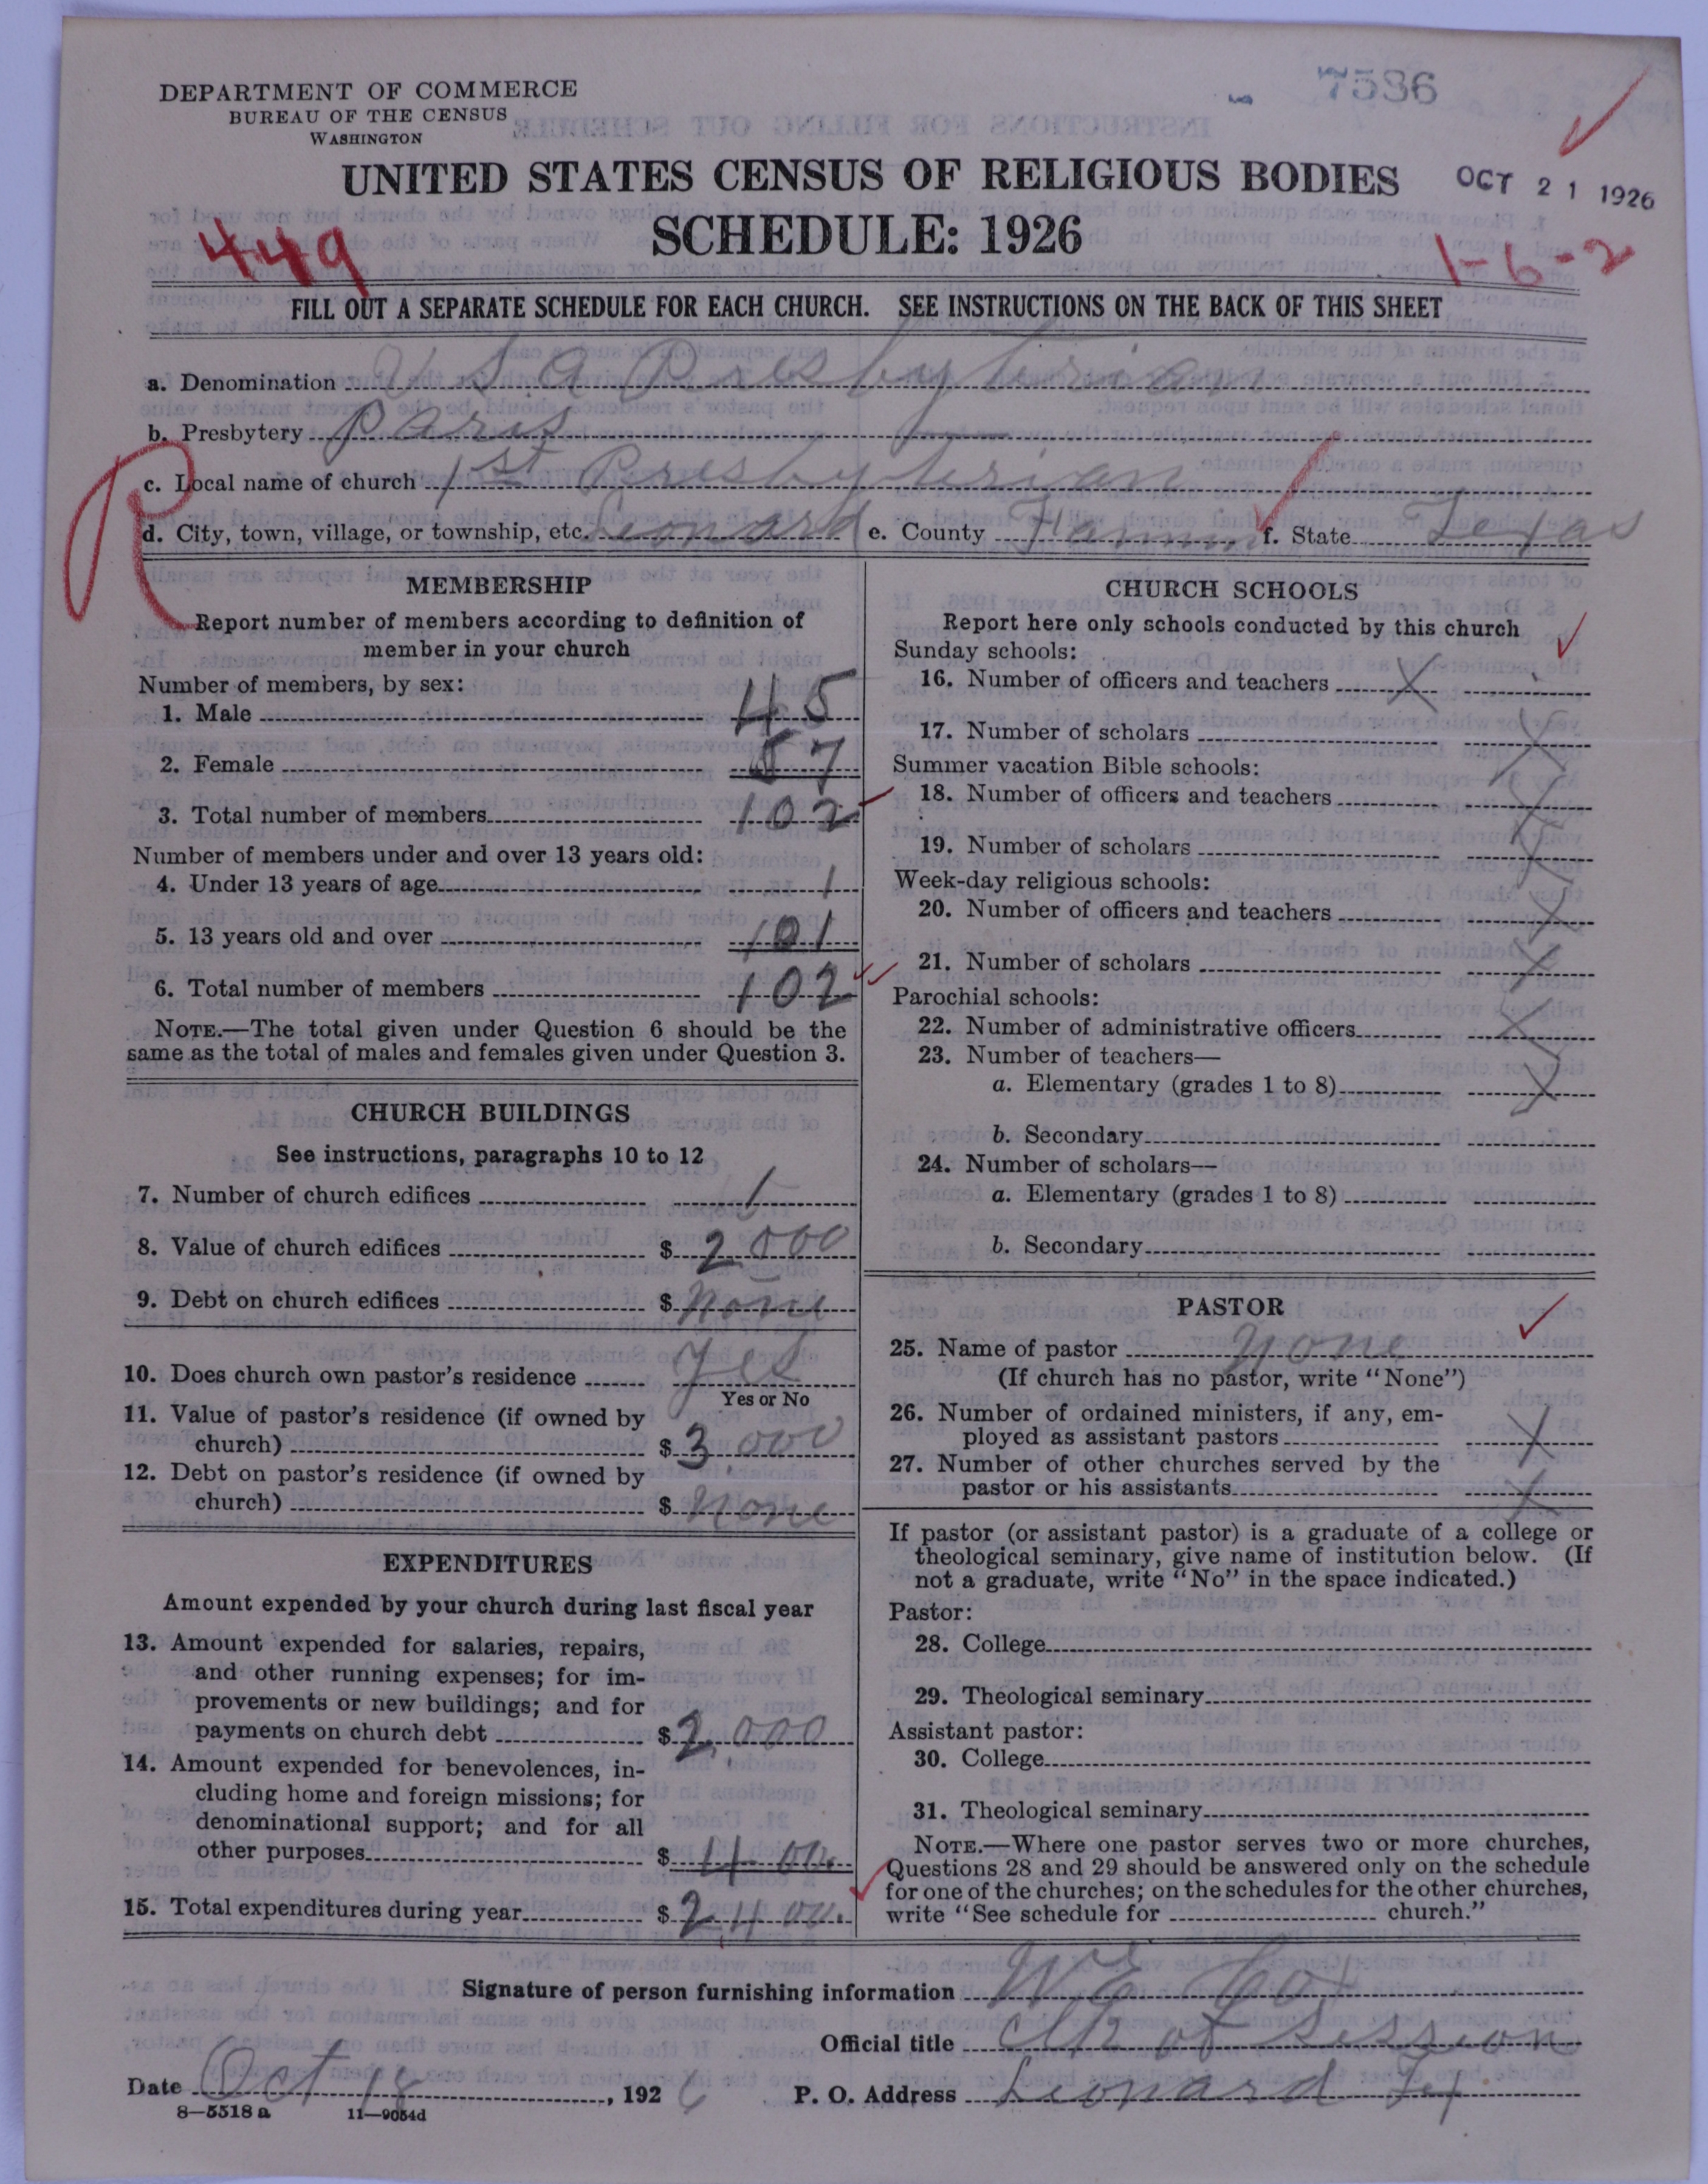 7536
DEPARTMENT OF COMMERCE
BUREAU OF THE CENSUS
WASHINGTON
UNITED STATES CENSUS OF RELIGIOUS BODIES
OCT 21 1926
SCHEDULE: 1926
449
1-6-2
FILL OUT A SEPARATE SCHEDULE FOR EACH CHURCH. SEE INSTRUCTIONS ON THE BACK OF THIS SHEET
a. Denomination U S A Presbyterian
b. Presbytery Paris
R
c. Local name of church 1st Presbyterian
d. City, town, village, or township, etc. Leonard e. County Fannin f. State Texas
MEMBERSHIP
Report number of members according to definition of
member in your church
Number of members, by sex:
1. Male 45
2. Female 57
3. Total number of members 102
Number of members under and over 13 years old:
4. Under 13 years of age 1
5. 13 years old and over 101
6. Total number of members 102
NOTE.—The total given under Question 6 should be the
same as the total of males and females given under Question 3.
CHURCH BUILDINGS
See instructions, paragraphs 10 to 12
7. Number of church edifices 1
8. Value of church edifices $ 2,000
9. Debt on church edifices $ None
10. Does church own pastor's residence Yes
Yes or No
11. Value of pastor's residence (if owned by
church) $ 3,000
12. Debt on pastor's residence (if owned by
church) $ None
EXPENDITURES
Amount expended by your church during last fiscal year
13. Amount expended for salaries, repairs,
and other running expenses; for im-
provements or new buildings; and for
payments on church debt $ 2,000
14. Amount expended for benevolences, in-
cluding home and foreign missions; for
denominational support; and for all
other purposes $
15. Total expenditures during year $
CHURCH SCHOOLS
Report here only schools conducted by this church
Sunday schools:
16. Number of officers and teachers X
17. Number of scholars X
Summer vacation Bible schools:
18. Number of officers and teachers X
19. Number of scholars X
Week-day religious schools:
20. Number of officers and teachers X
21. Number of scholars X
Parochial schools:
22. Number of administrative officers X
23. Number of teachers—
a. Elementary (grades 1 to 8) X
b. Secondary
24. Number of scholars—
a. Elementary (grades 1 to 8)
b. Secondary
PASTOR
25. Name of pastor None
(If church has no pastor, write "None")
26. Number of ordained ministers, if any, em-
ployed as assistant pastors X
27. Number of other churches served by the
pastor or his assistants X
If pastor (or assistant pastor) is a graduate of a college or
theological seminary, give name of institution below. (If
not a graduate, write "No" in the space indicated.)
Pastor:
28. College
29. Theological seminary
Assistant pastor:
30. College
31. Theological seminary
NOTE.—Where one pastor serves two or more churches,
Questions 28 and 29 should be answered only on the schedule
for one of the churches; on the schedules for the other churches,
write "See schedule for church."
Signature of person furnishing information W E
Official title Clk of Session
Date Oct 18, 1926 P. O. Address Leonard Tex
8—5518 a 11—9054d